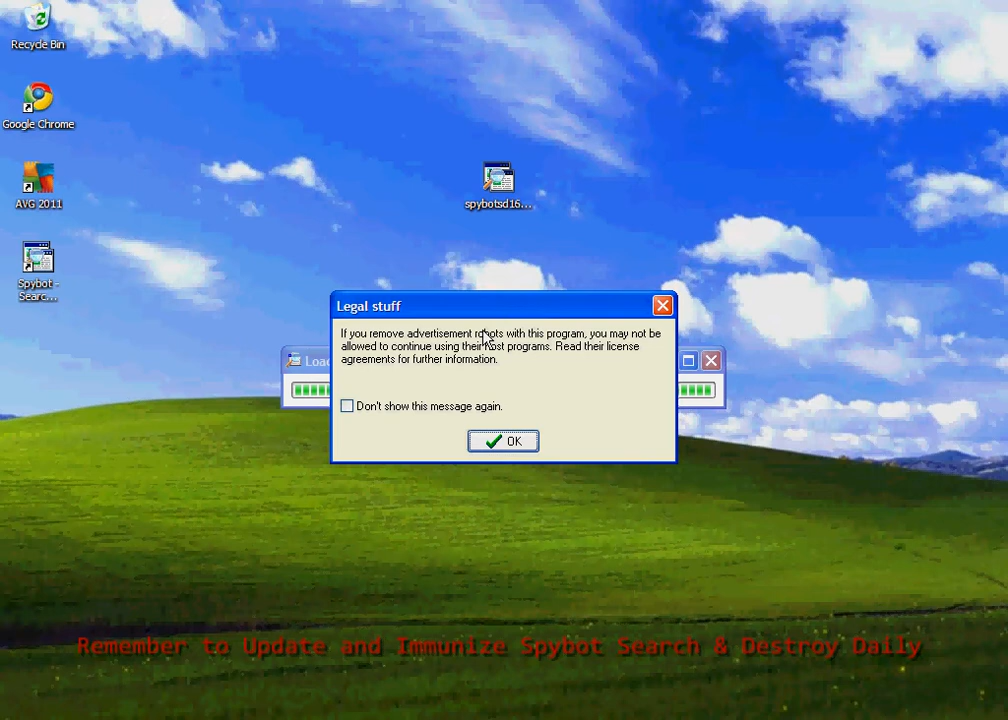 Recycle Bin
Google Chrome
AVG 2011
spybotsd16...
Spybot -
Searc...
Legal stuff
If you remove advertisement robots with this program, you may not be
allowed to continue using their host programs. Read their license
agreements for further information.
Loa
Don't show this message again.
OK
Remember to Update and Immunize Spybot Search & Destroy Daily